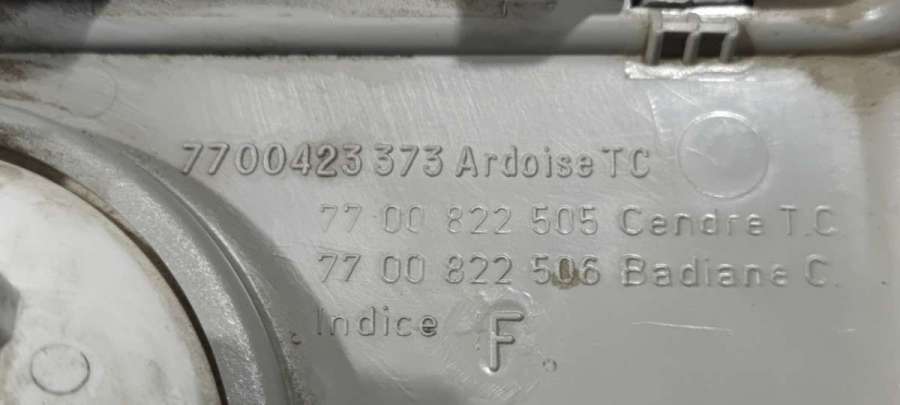 7700423373 Ardoise TC
77 00 822 505 Cendre T.C
77 00 822 506 Badiane C.
Indice F